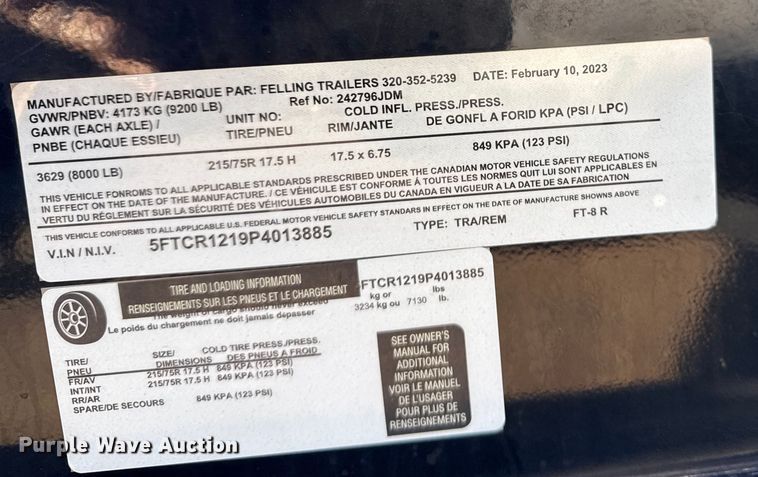 MANUFACTURED BY/FABRIQUE PAR: FELLING TRAILERS 320-352-5239 DATE: February 10, 2023
GVWR/PNBV: 4173 KG (9200 LB) Ref No: 242796JDM
GAWR (EACH AXLE) / UNIT NO: COLD INFL. PRESS./PRESS.
PNBE (CHAQUE ESSIEU) TIRE/PNEU RIM/JANTE DE GONFL A FORID KPA (PSI / LPC)
3629 (8000 LB) 215/75R 17.5 H 17.5 x 6.75 849 KPA (123 PSI)
THIS VEHICLE FONROMS TO ALL APPLICABLE STANDARDS PRESCRIBED UNDER THE CANADIAN MOTOR VEHICLE SAFETY REGULATIONS
IN EFFECT ON THE DATE OF THE MANUFACTURE. / CE VÉHICULE EST CONFORME À TOUTES LES NORMES QUIT LUI SONT APPLICABLES EN
VERTU DU RÈGLEMENT SUR LA SÉCURITÉ DES VÉHICULES AUTOMOBILES DU CANADA EN VIGUEUR A LA DATE DE SA FABRICATION
THIS VEHICLE CONFORMS TO ALL APPLICABLE U.S. FEDERAL MOTOR VEHICLE SAFETY STANDARS IN EFFECT ON DATE OF MANUFACTURE SHOWN ABOVE
V.I.N / N.I.V. 5FTCR1219P4013885 TYPE: TRA/REM FT-8 R
TIRE AND LOADING INFORMATION
RENSEIGNEMENTS SUR LES PNEUS ET LE CHARGEMENT
5FTCR1219P4013885
The weight of cargo should never exceed kg or lbs
Le poids du chargement ne doit jamais depasser 3234 kg ou 7130 lb.
TIRE/ SIZE/ COLD TIRE PRESS./PRESS.
PNEU DIMENSIONS DES PNEUS A FROID
FR/AV 215/75R 17.5 H 849 KPA (123 PSI)
INT/INT 215/75R 17.5 H 849 KPA (123 PSI)
RR/AR
SPARE/DE SECOURS 849 KPA (123 PSI)
SEE OWNER'S
MANUAL FOR
ADDITIONAL
INFORMATION
VOIR LE MANUEL
DE L'USAGER
POUR PLUS DE
RENSEIGNEMENTS
Purple Wave Auction